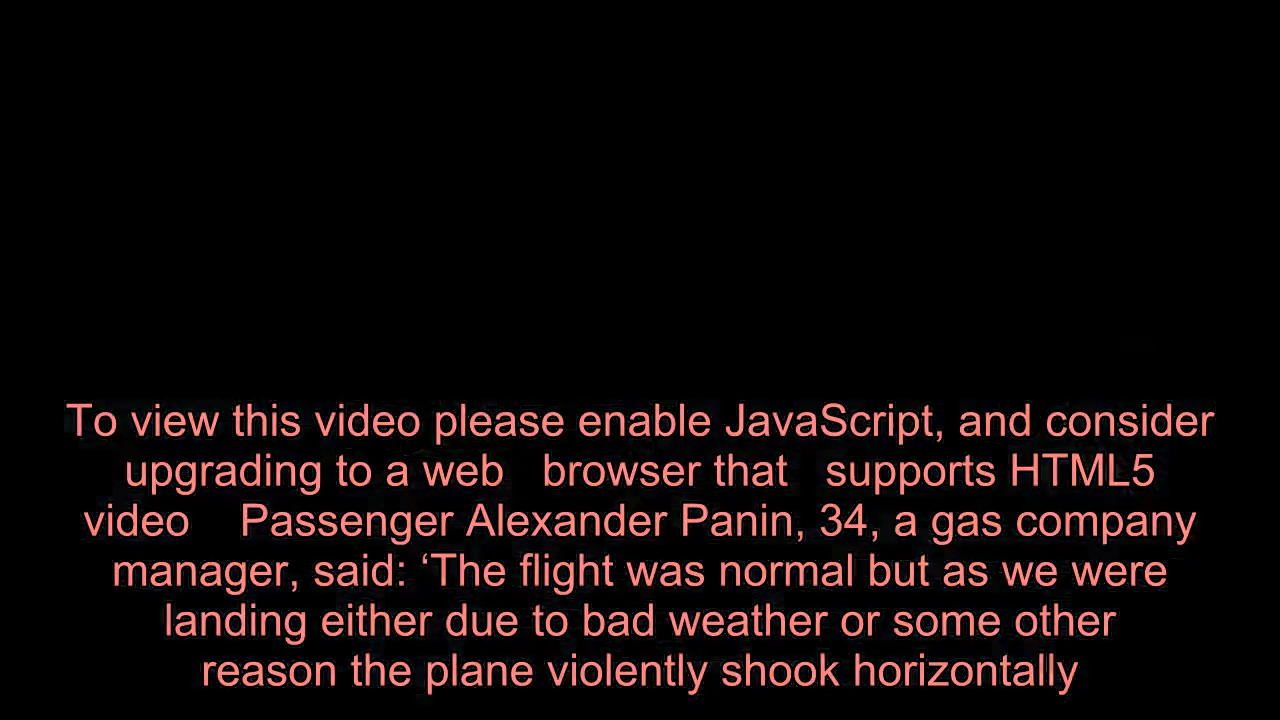 To view this video please enable JavaScript, and consider
upgrading to a web browser that supports HTML5
video Passenger Alexander Panin, 34, a gas company
manager, said: ‘The flight was normal but as we were
landing either due to bad weather or some other
reason the plane violently shook horizontally